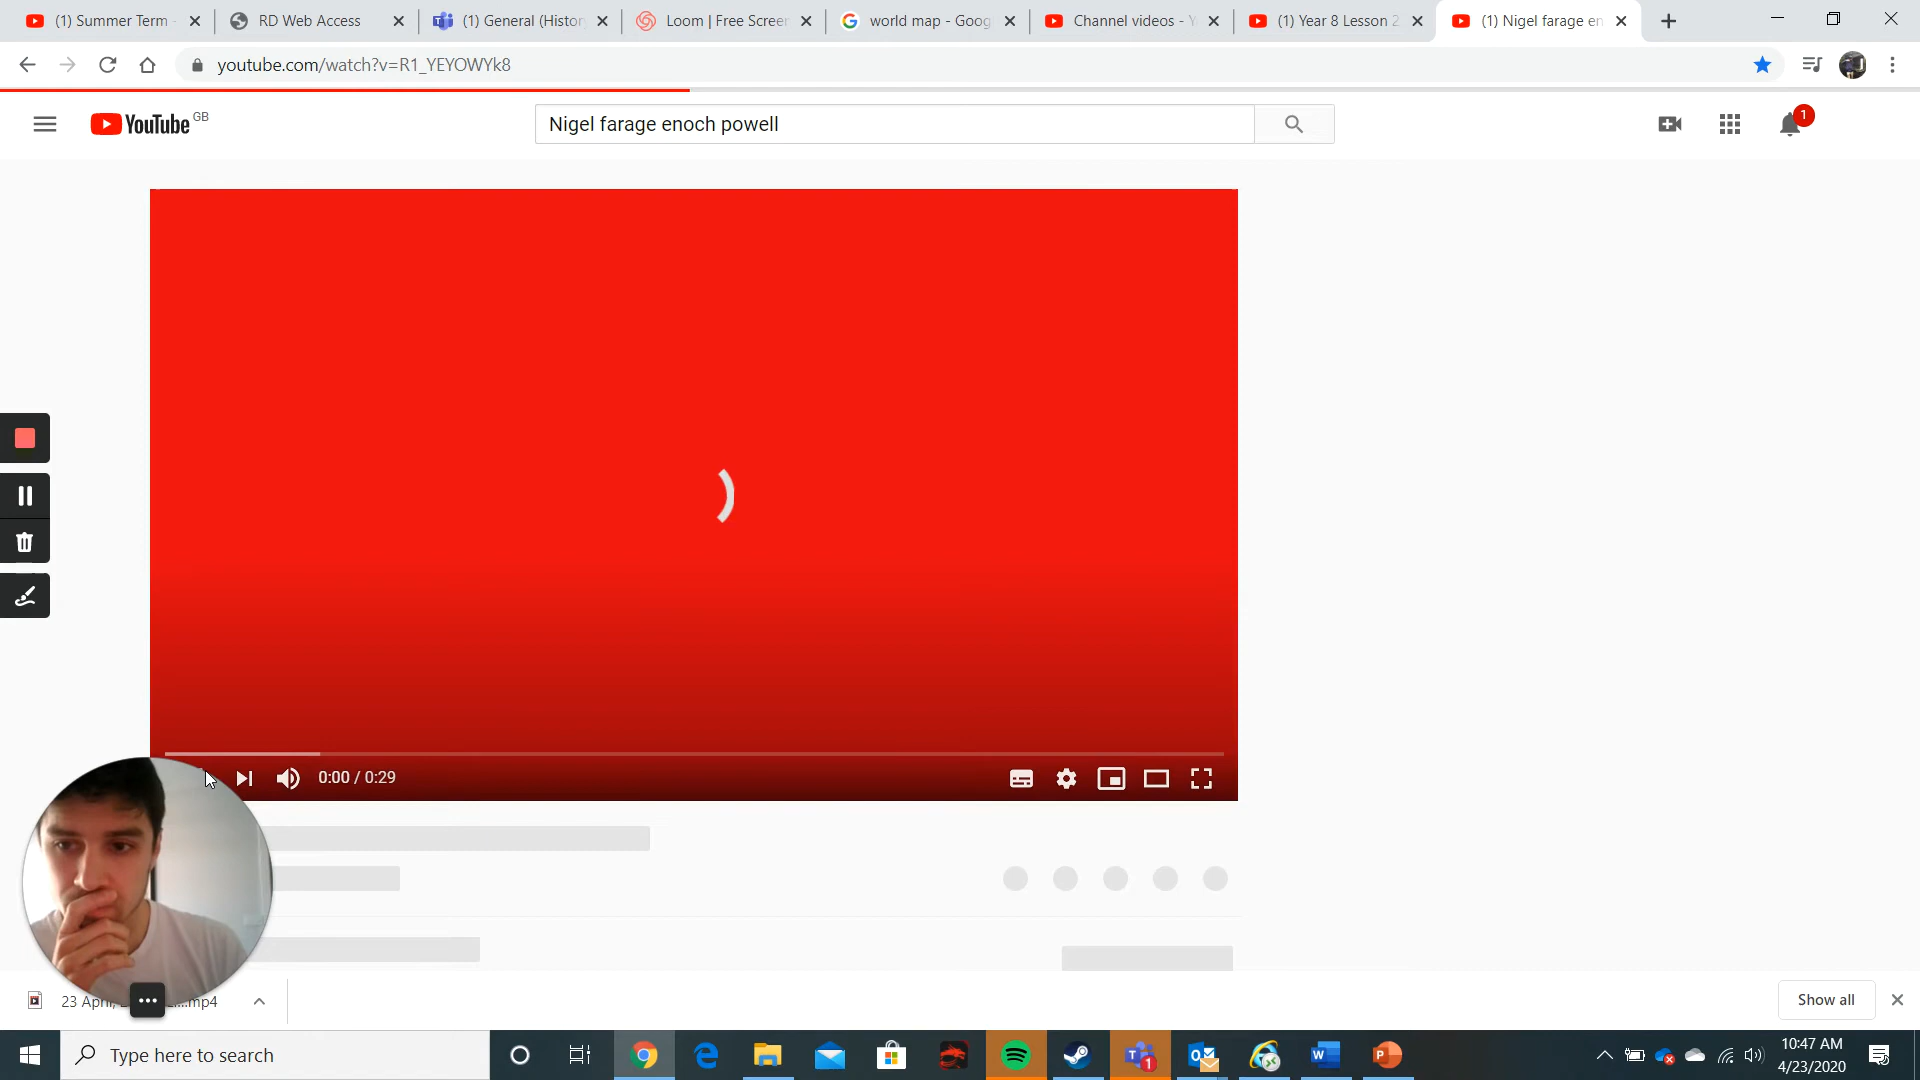 (1) Summer Term -
RD Web Access
(1) General (Histor
Loom | Free Screen
world map - Goog
Channel videos - Y
(1) Year 8 Lesson 2
(1) Nigel farage en
youtube.com/watch?v=R1_YEYOWYk8
YouTube GB
Nigel farage enoch powell
1
0:00 / 0:29
23 April,
.mp4
Show all
Type here to search
1
10:47 AM
4/23/2020